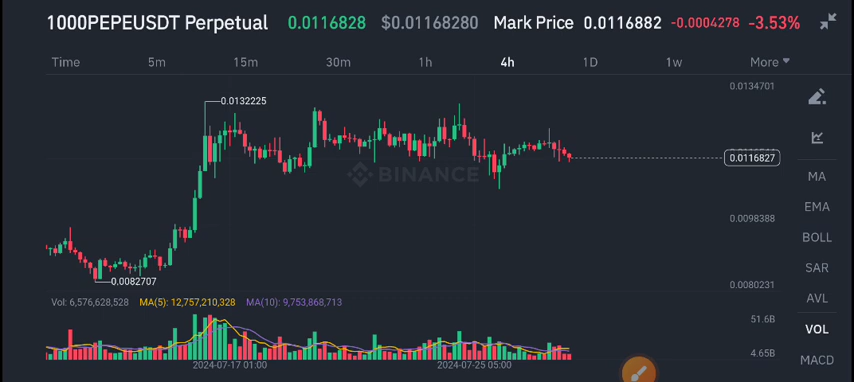 1000PEPEUSDT Perpetual 0.0116828 $0.01168280 Mark Price 0.0116882 -0.0004278 -3.53%
Time 5m 15m 30m 1h 4h 1D 1w More
0.0134701
0.0132225
0.0116827
BINANCE
MA
EMA
0.0098388
BOLL
SAR
0.0082707
0.0080231
AVL
Vol: 6,576,628,528 MA(5): 12,757,210,328 MA(10): 9,753,868,713
51.6B
VOL
4.65B
MACD
2024-07-17 01:00 2024-07-25 05:00